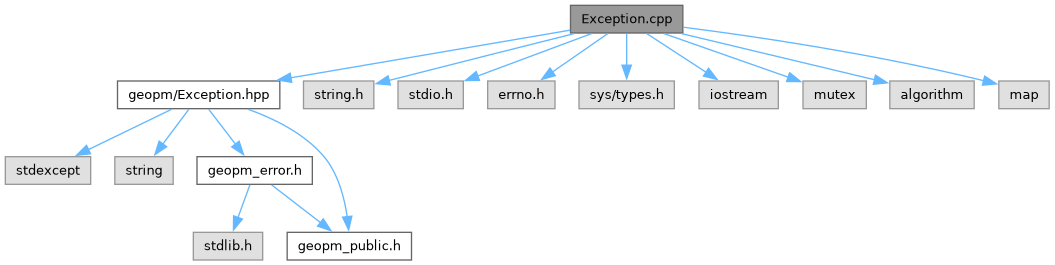 Exception.cpp
geopm/Exception.hpp
string.h
stdio.h
errno.h
sys/types.h
iostream
mutex
algorithm
map
stdexcept
string
geopm_error.h
stdlib.h
geopm_public.h